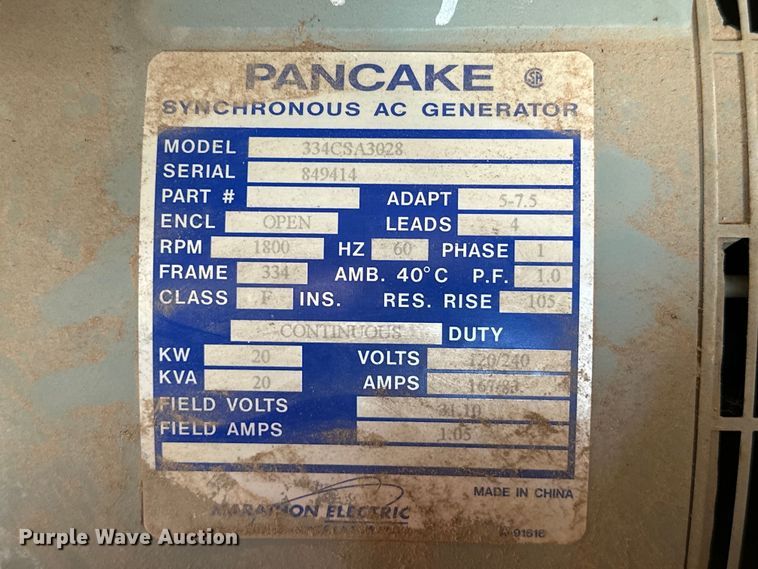 PANCAKE
SYNCHRONOUS AC GENERATOR
MODEL 334CSA3028
SERIAL 849414
PART # ADAPT 5-7.5
ENCL OPEN LEADS 4
RPM 1800 HZ 60 PHASE 1
FRAME 334 AMB. 40°C P.F. 1.0
CLASS F INS. RES. RISE 105
CONTINUOUS DUTY
KW 20 VOLTS 120/240
KVA 20 AMPS 167/83
FIELD VOLTS 31.10
FIELD AMPS 1.05
MADE IN CHINA
MARATHON ELECTRIC
Purple Wave Auction